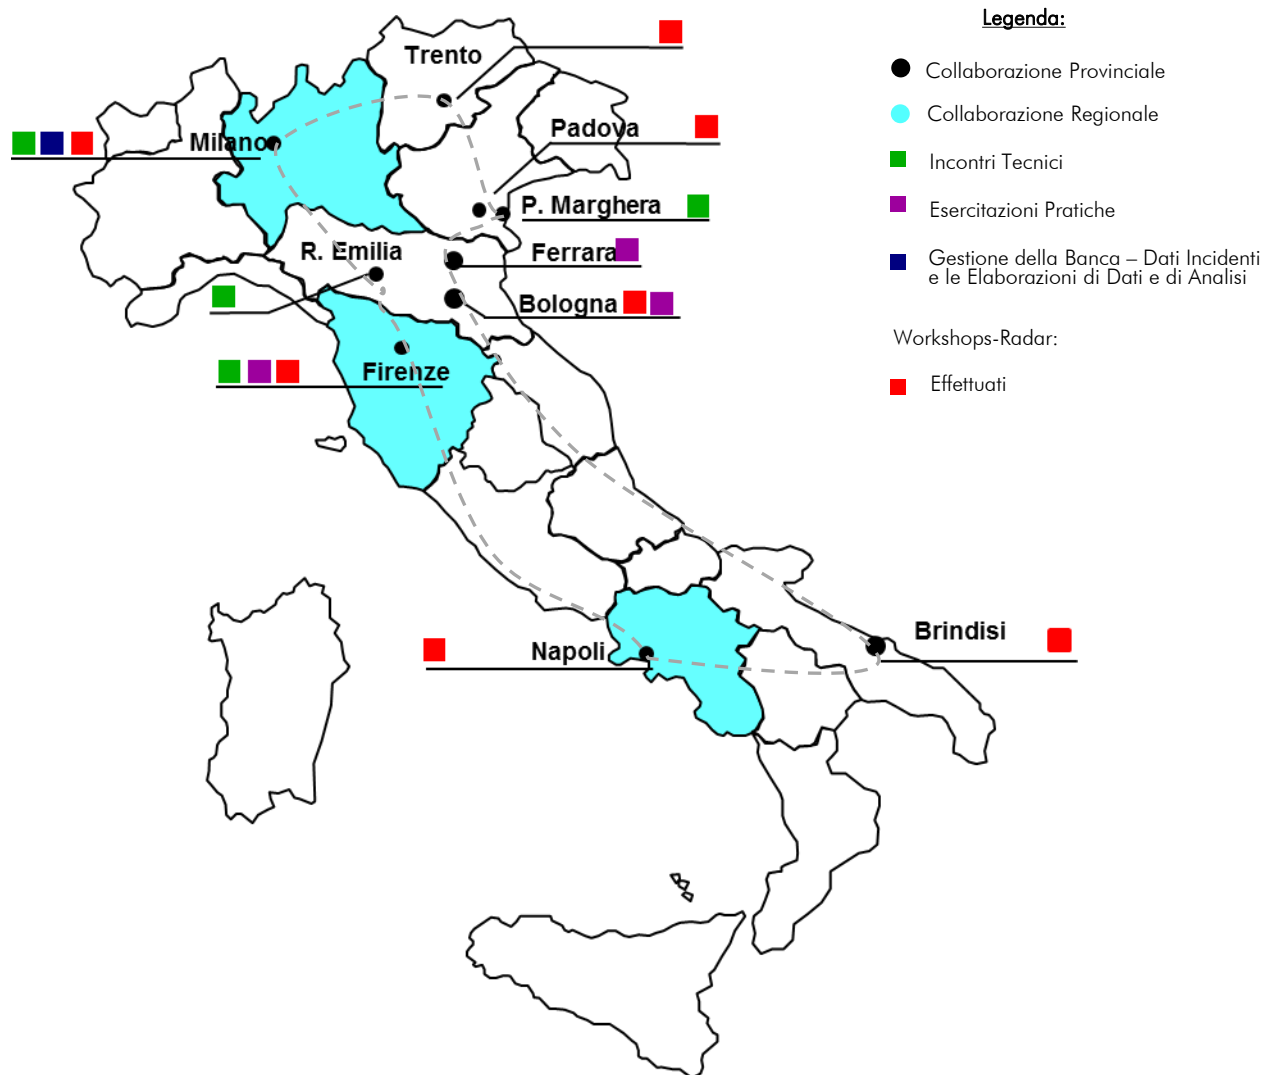 Legenda:
Trento
Collaborazione Provinciale
Collaborazione Regionale
Padova
Milano
Incontri Tecnici
P. Marghera
Esercitazioni Pratiche
R. Emilia
Ferrara
Gestione della Banca – Dati Incidenti
e le Elaborazioni di Dati e di Analisi
Bologna
Workshops-Radar:
Firenze
Effettuati
Napoli
Brindisi